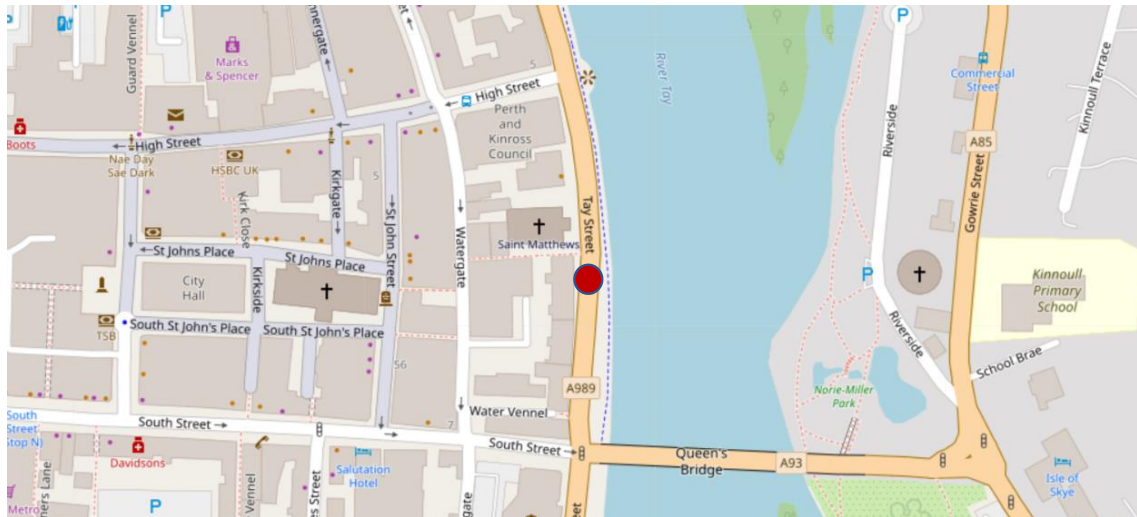 P
P
Guard Vennel
Marks
& Spencer
Boots
High Street
Nae Day
Sae Dark
HSBC UK
Kirk Close
Kirkgate
5
St John Street
Watergate
5
High Street
Perth
and
Kinross
Council
Saint Matthews
Tay Street
River Tay
P
Commercial
Street
Riverside
A85
Gowrie Street
Kinnoull Terrace
St Johns Place
St Johns Place
City
Hall
Kirkside
TSB
South St John's Place
South St John's Place
56
P
Riverside
Kinnoull
Primary
School
School Brae
Norie-Miller
Park
A989
Water Vennel
7
South Street
South Street
South
Street
Davidsons
Salutation
Hotel
Vennel
P
Metro
Queen's
Bridge
A93
Isle of
Skye